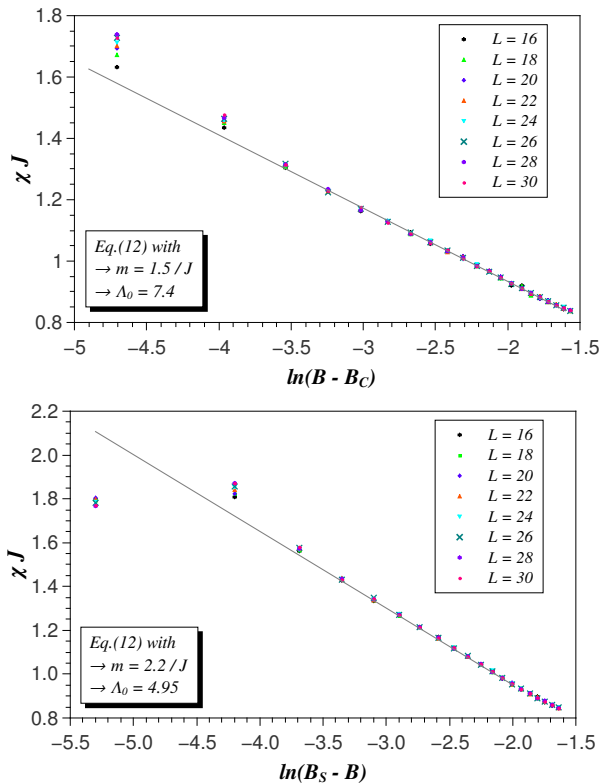 1.8
1.6
1.4
1.2
1
0.8
χ J
L = 16
L = 18
L = 20
L = 22
L = 24
L = 26
L = 28
L = 30
Eq.(12) with
→ m = 1.5 / J
→ Λ₀ = 7.4
−5 −4.5 −4 −3.5 −3 −2.5 −2 −1.5
ln(B - B_C)
2.2
2.0
1.8
1.6
1.4
1.2
1.0
0.8
χ J
L = 16
L = 18
L = 20
L = 22
L = 24
L = 26
L = 28
L = 30
Eq.(12) with
→ m = 2.2 / J
→ Λ₀ = 4.95
−5.5 −5.0 −4.5 −4.0 −3.5 −3.0 −2.5 −2.0 −1.5
ln(B_S - B)